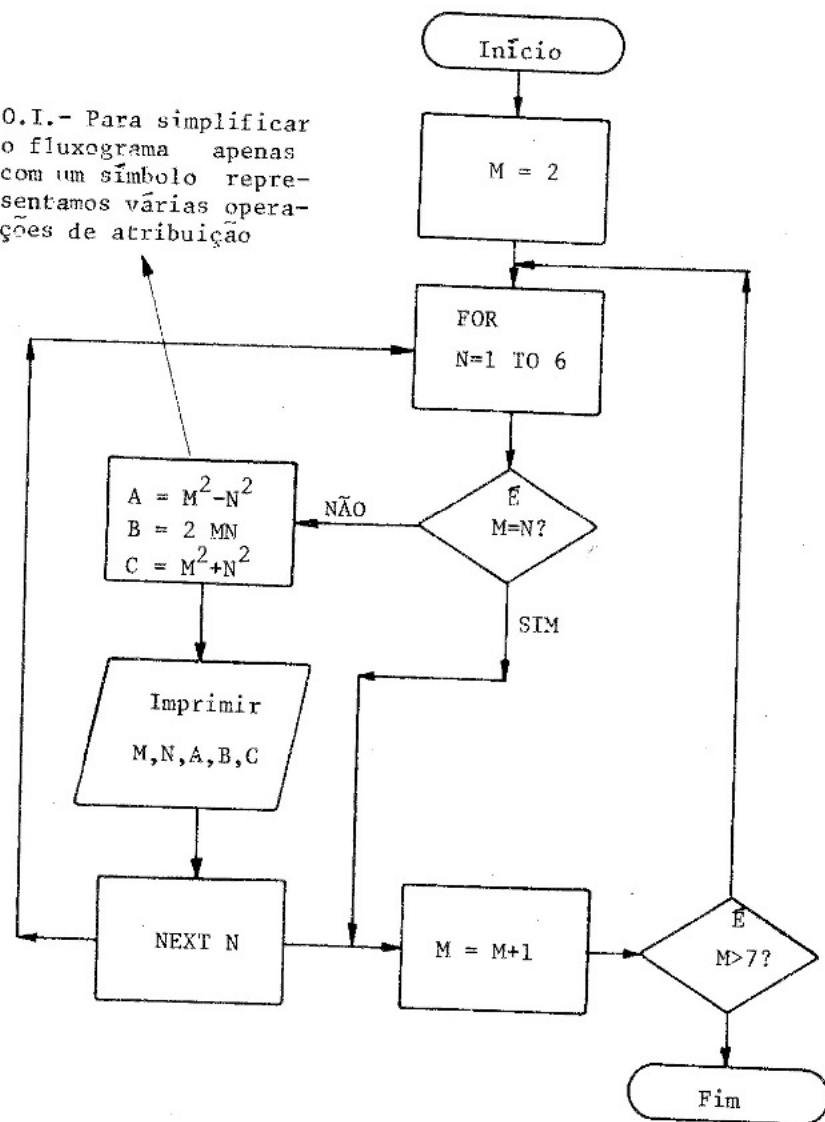 Início
O.I.- Para simplificar
o fluxograma apenas
com um símbolo repre-
sentamos várias opera-
ções de atribuição
M = 2
FOR
N=1 TO 6
É
M=N?
NÃO
SIM
A = M²-N²
B = 2 MN
C = M²+N²
Imprimir
M,N,A,B,C
NEXT N
M = M+1
É
M>7?
Fim